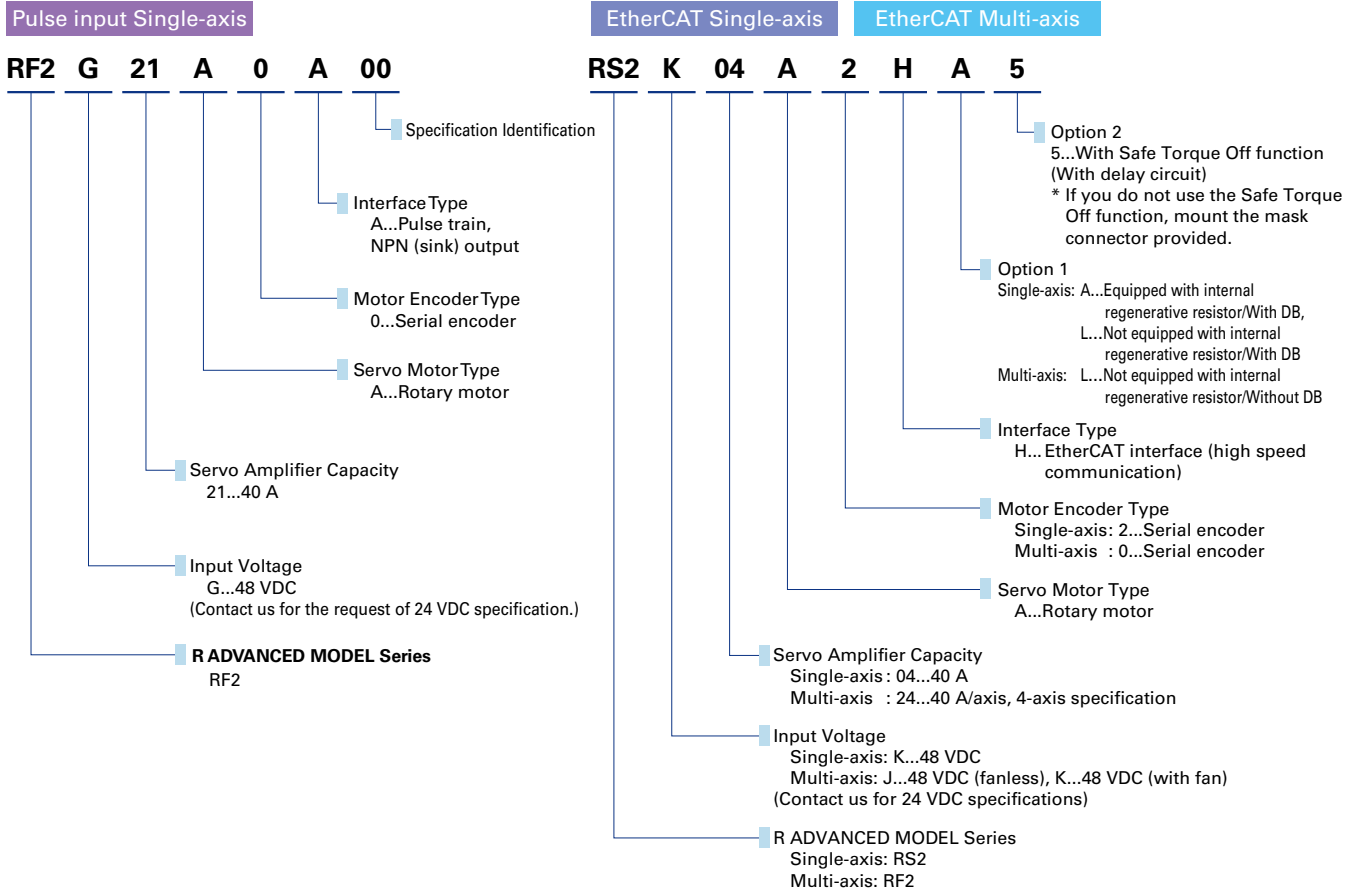 Pulse input Single-axis
RF2 G 21 A 0 A 00
Specification Identification
Interface Type
A...Pulse train,
NPN (sink) output
Motor Encoder Type
0...Serial encoder
Servo Motor Type
A...Rotary motor
Servo Amplifier Capacity
21...40 A
Input Voltage
G...48 VDC
(Contact us for the request of 24 VDC specification.)
R ADVANCED MODEL Series
RF2
EtherCAT Single-axis
EtherCAT Multi-axis
RS2 K 04 A 2 H A 5
Option 2
5...With Safe Torque Off function
(With delay circuit)
* If you do not use the Safe Torque
Off function, mount the mask
connector provided.
Option 1
Single-axis: A...Equipped with internal
regenerative resistor/With DB,
L...Not equipped with internal
regenerative resistor/With DB
Multi-axis: L...Not equipped with internal
regenerative resistor/Without DB
Interface Type
H...EtherCAT interface (high speed
communication)
Motor Encoder Type
Single-axis: 2...Serial encoder
Multi-axis : 0...Serial encoder
Servo Motor Type
A...Rotary motor
Servo Amplifier Capacity
Single-axis : 04...40 A
Multi-axis : 24...40 A/axis, 4-axis specification
Input Voltage
Single-axis: K...48 VDC
Multi-axis: J...48 VDC (fanless), K...48 VDC (with fan)
(Contact us for 24 VDC specifications)
R ADVANCED MODEL Series
Single-axis: RS2
Multi-axis: RF2